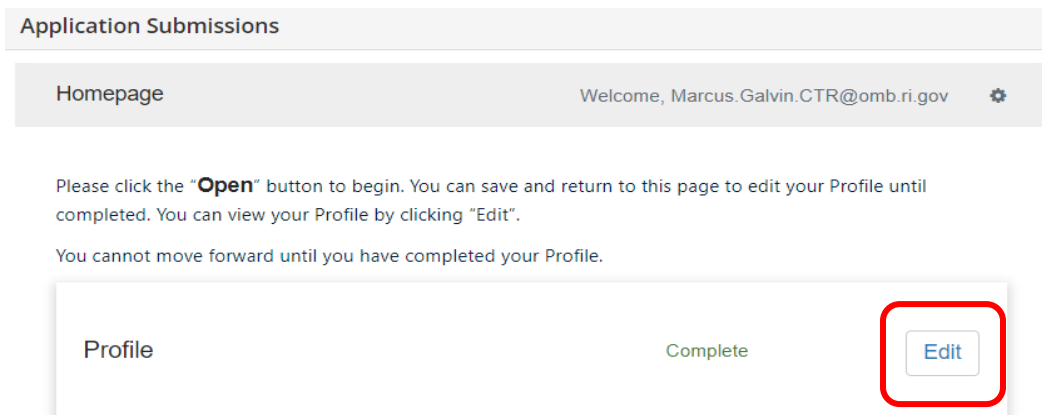 Application Submissions
Homepage
Welcome, Marcus.Galvin.CTR@omb.ri.gov
Please click the “Open” button to begin. You can save and return to this page to edit your Profile until
completed. You can view your Profile by clicking “Edit”.
You cannot move forward until you have completed your Profile.
Profile
Complete
Edit